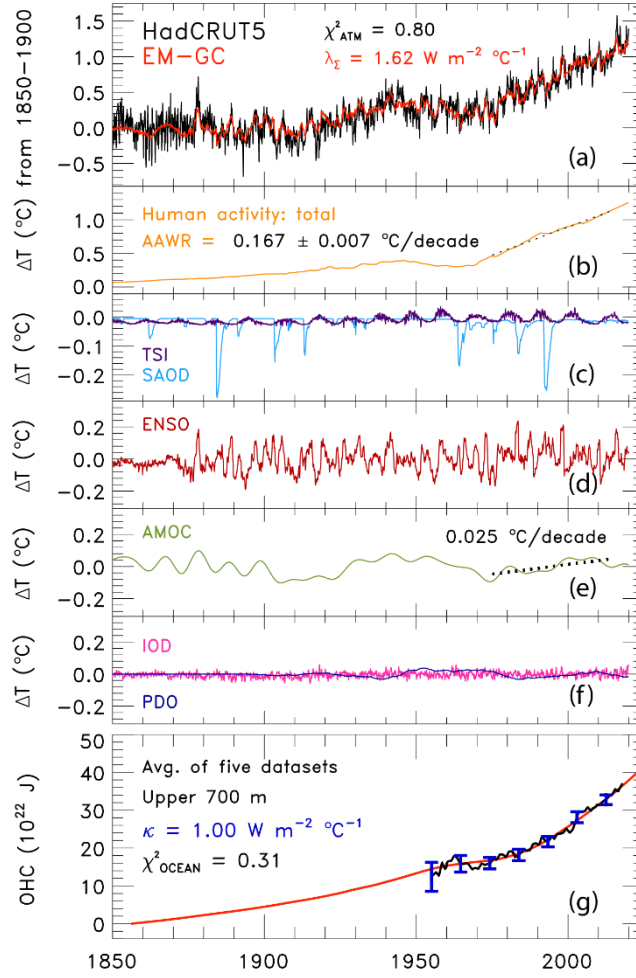 ΔT (°C) from 1850–1900
1.5
1.0
0.5
0.0
−0.5
HadCRUT5
EM−GC
χ²ATM = 0.80
λΣ = 1.62 W m⁻² °C⁻¹
(a)
ΔT (°C)
1.0
0.5
0.0
Human activity: total
AAWR = 0.167 ± 0.007 °C/decade
(b)
ΔT (°C)
0.0
−0.1
−0.2
TSI
SAOD
(c)
ΔT (°C)
0.2
0.0
−0.2
ENSO
(d)
ΔT (°C)
0.2
0.0
−0.2
AMOC
0.025 °C/decade
(e)
ΔT (°C)
0.2
0.0
−0.2
IOD
PDO
(f)
OHC (10²² J)
50
40
30
20
10
0
Avg. of five datasets
Upper 700 m
κ = 1.00 W m⁻² °C⁻¹
χ²OCEAN = 0.31
(g)
1850 1900 1950 2000